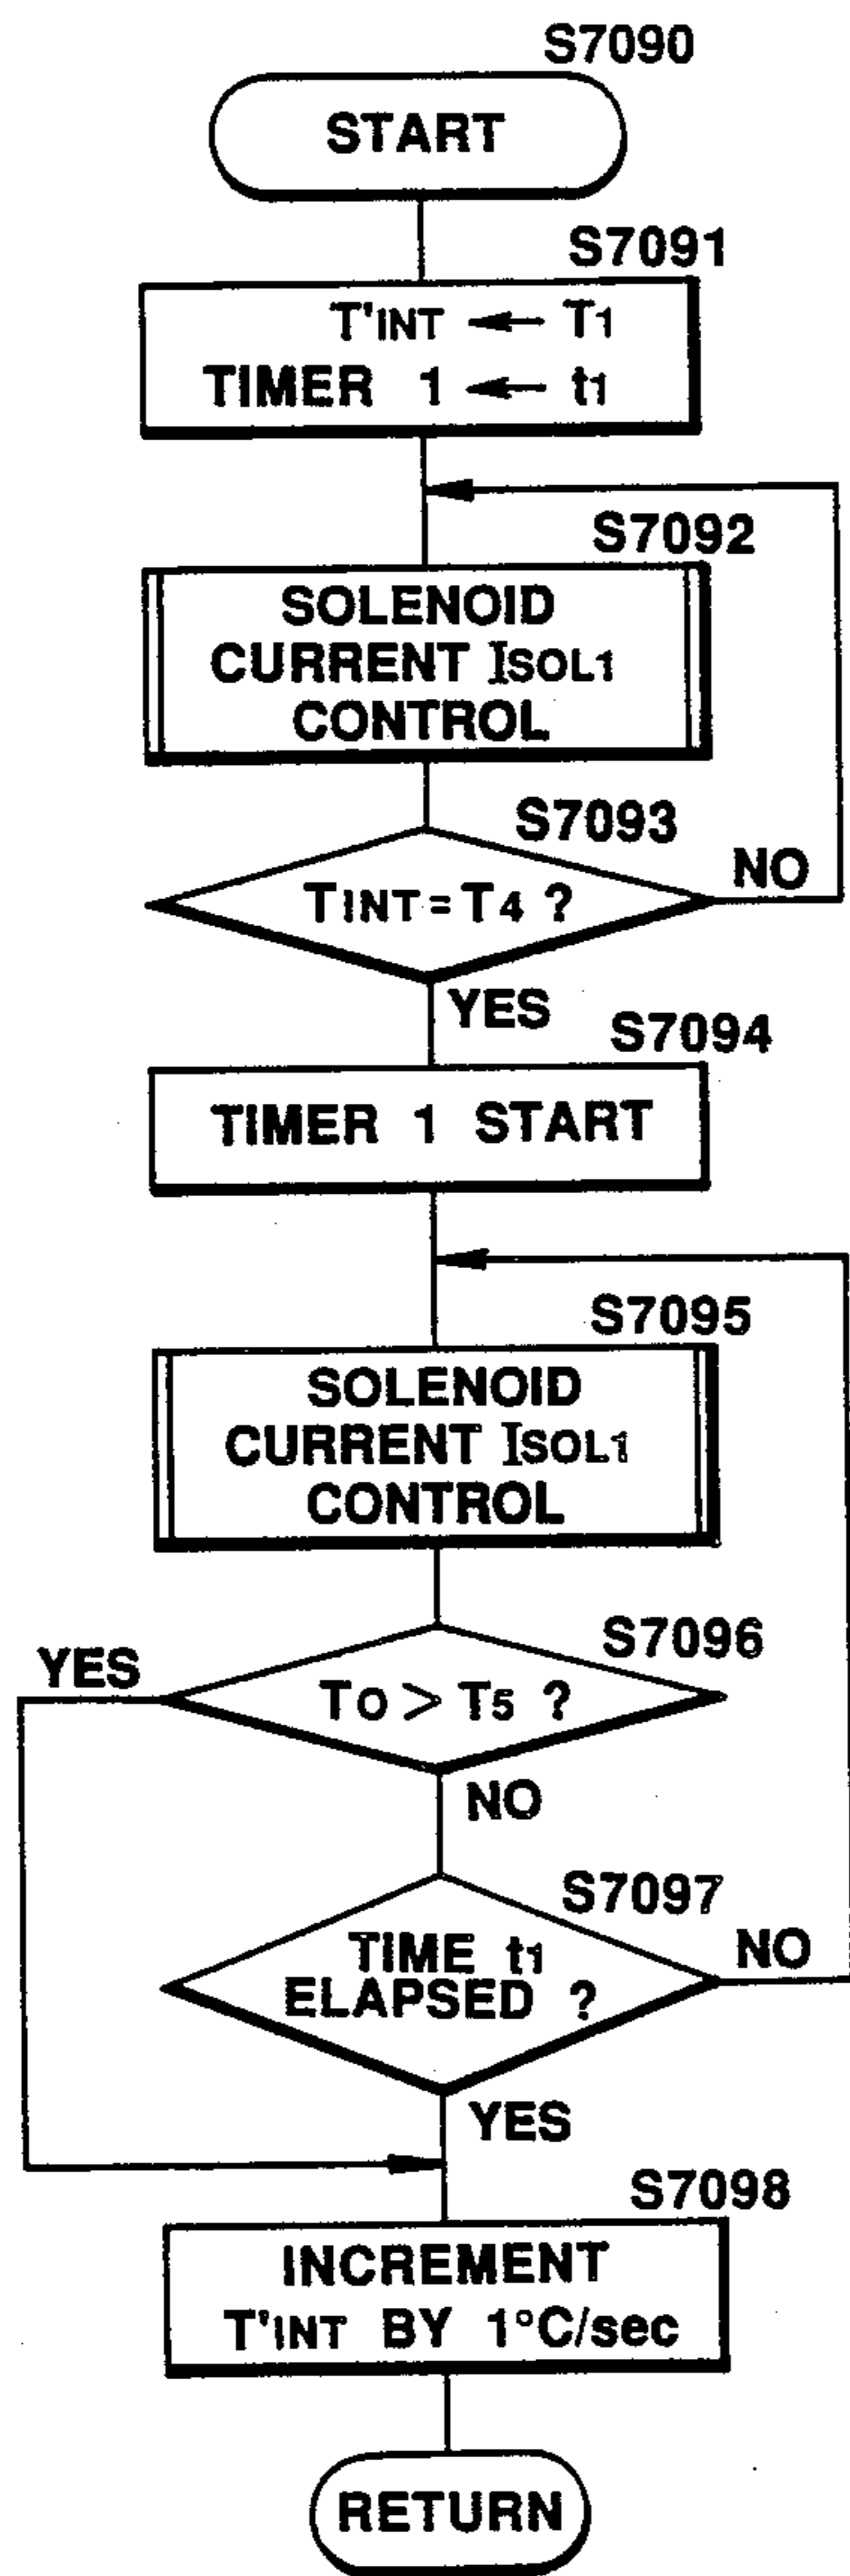 S7090
START
S7091
T'INT ← T1
TIMER 1 ← t1
S7092
SOLENOID
CURRENT ISOL1
CONTROL
S7093
TINT = T4 ?
NO
YES
S7094
TIMER 1 START
S7095
SOLENOID
CURRENT ISOL1
CONTROL
S7096
YES
TO > T5 ?
NO
S7097
TIME t1
ELAPSED ?
NO
YES
S7098
INCREMENT
T'INT BY 1°C/sec
RETURN